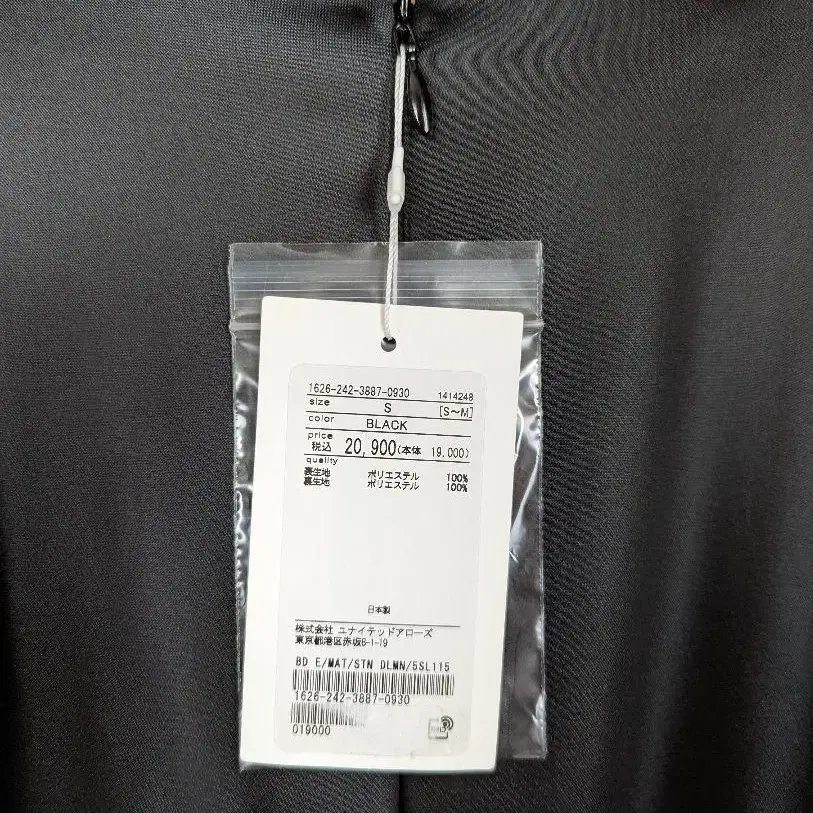 1626-242-3887-0930 1414248
size S [S~M]
color BLACK
price
税込 20,900(本体 19,000)
quality
表生地 ポリエステル 100%
裏生地 ポリエステル 100%
日本製
株式会社 ユナイテッドアローズ
東京都港区赤坂8-1-19
BD E/MAT/STN DLMN/5SL115
1626-242-3887-0930
019000